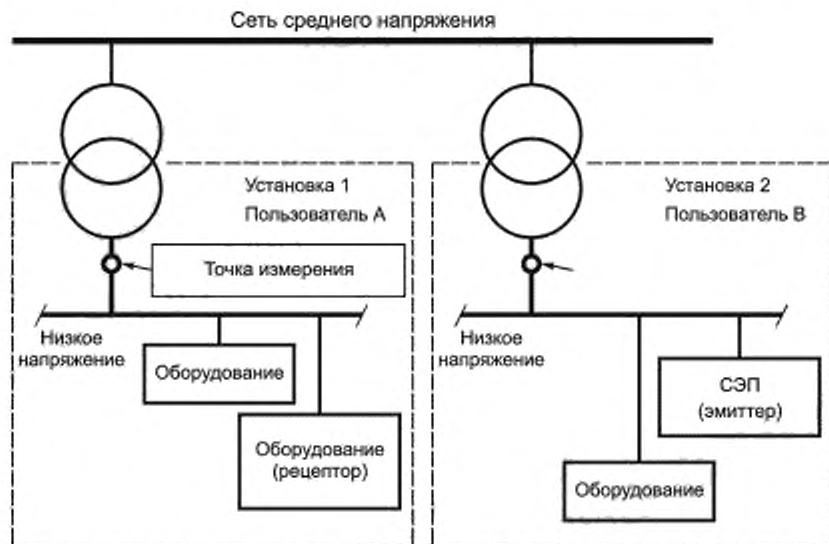 Сеть среднего напряжения
Установка 1
Пользователь А
Точка измерения
Низкое
напряжение
Оборудование
Оборудование
(рецептор)
Установка 2
Пользователь В
Низкое
напряжение
СЭП
(эмиттер)
Оборудование